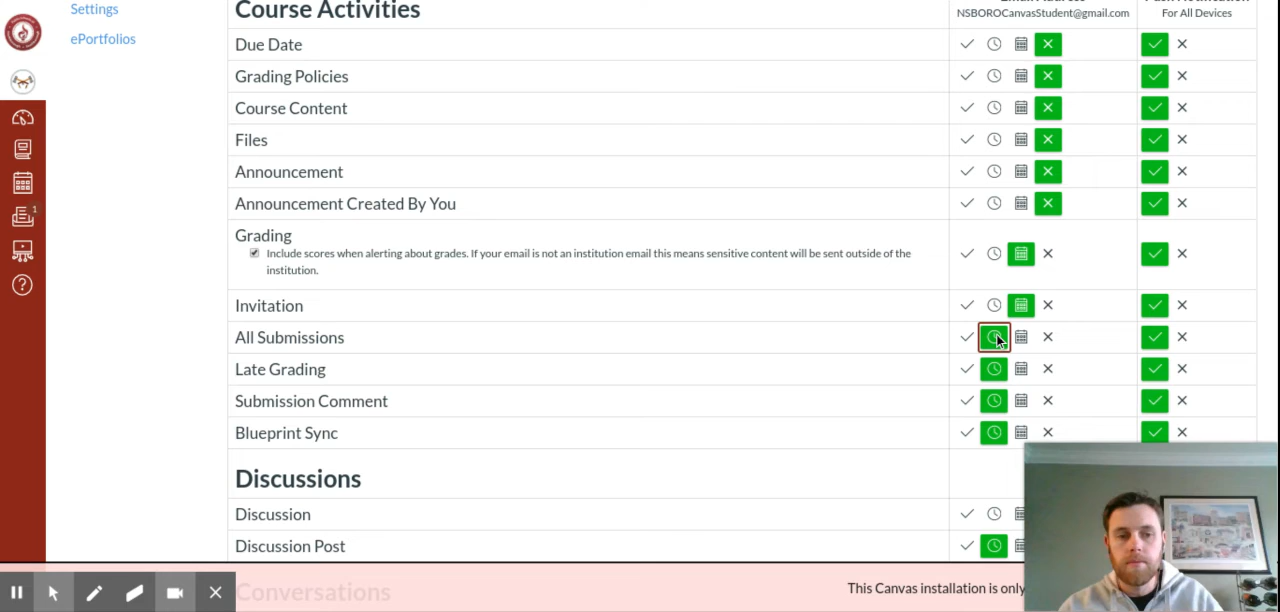 Settings
ePortfolios
Course Activities
NSBOROCanvasStudent@gmail.com
For All Devices
Due Date
Grading Policies
Course Content
Files
Announcement
Announcement Created By You
Grading
Include scores when alerting about grades. If your email is not an institution email this means sensitive content will be sent outside of the
institution.
Invitation
All Submissions
1
Late Grading
Submission Comment
Blueprint Sync
Discussions
Discussion
Discussion Post
Conversations
This Canvas installation is only